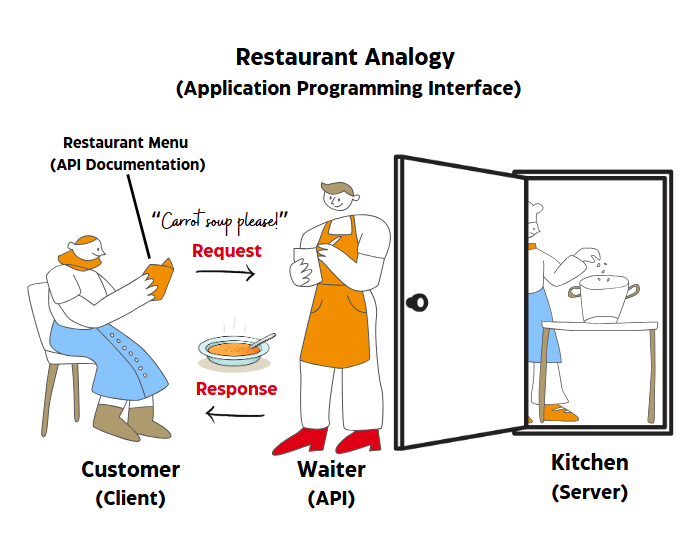 Restaurant Analogy
(Application Programming Interface)
Restaurant Menu
(API Documentation)
"Carrot soup please!"
Request
Response
Customer
(Client)
Waiter
(API)
Kitchen
(Server)